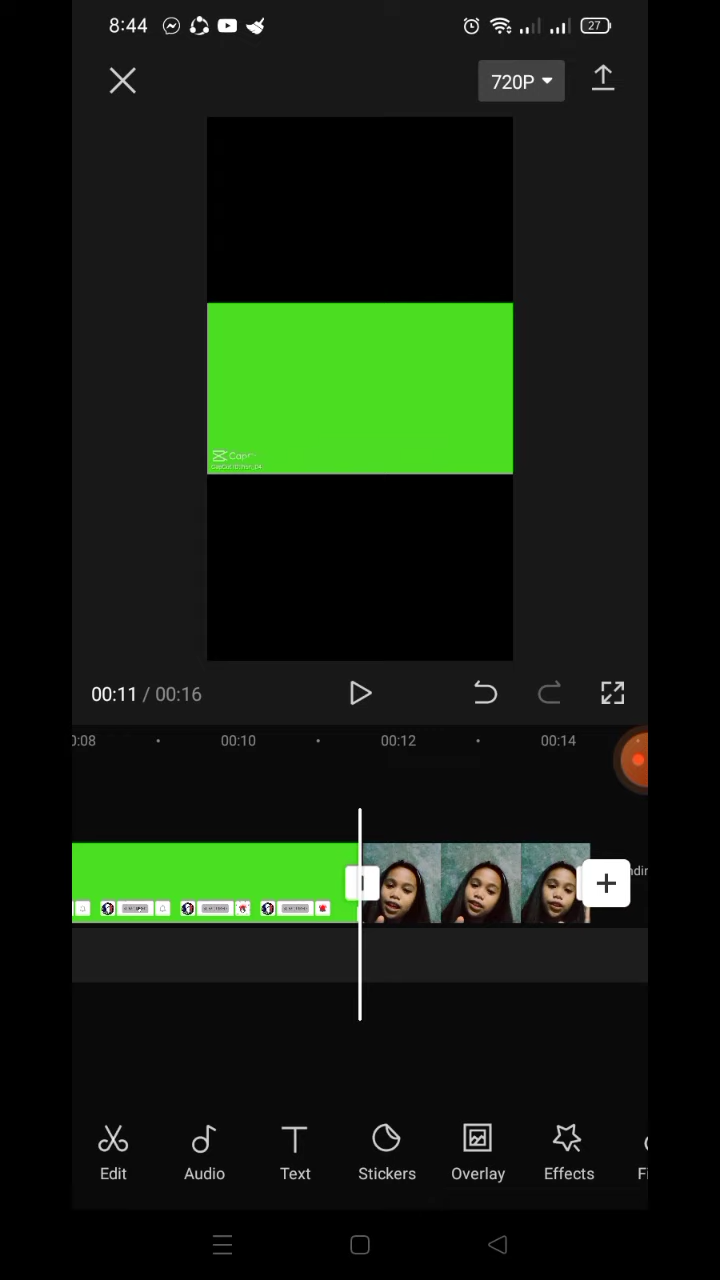 8:44
27
720P
00:11 / 00:16
0:08
00:10
00:12
00:14
Edit
Audio
Text
Stickers
Overlay
Effects
Fi